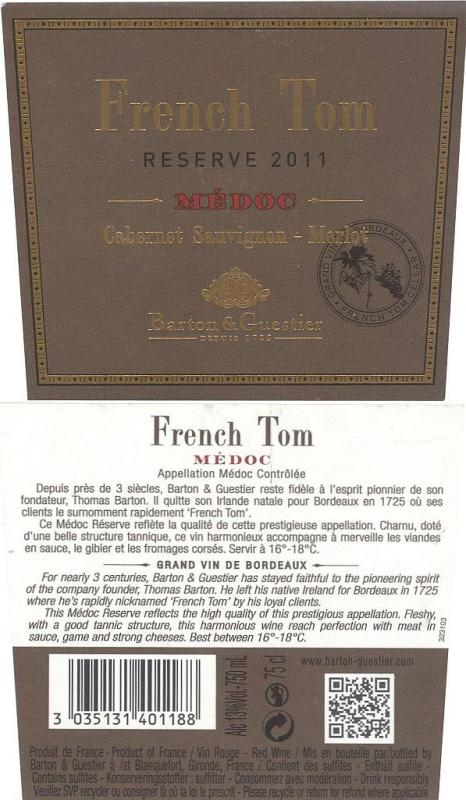 French Tom
RESERVE 2011
MÉDOC
Cabernet Sauvignon - Merlot
GRAND VIN DE BORDEAUX • FRENCH TOM CELLAR •
Barton & Guestier
DEPUIS 1725
French Tom
MÉDOC
Appellation Médoc Contrôlée
Depuis près de 3 siècles, Barton & Guestier reste fidèle à l'esprit pionnier de son
fondateur, Thomas Barton. Il quitte son Irlande natale pour Bordeaux en 1725 où ses
clients le surnomment rapidement 'French Tom'.
Ce Médoc Réserve reflète la qualité de cette prestigieuse appellation. Charnu, doté
d'une belle structure tannique, ce vin harmonieux accompagne à merveille les viandes
en sauce, le gibier et les fromages corsés. Servir à 16°-18°C.
GRAND VIN DE BORDEAUX
For nearly 3 centuries, Barton & Guestier has stayed faithful to the pioneering spirit
of the company founder, Thomas Barton. He left his native Ireland for Bordeaux in 1725
where he's rapidly nicknamed 'French Tom' by his loyal clients.
This Médoc Reserve reflects the high quality of this prestigious appellation. Fleshy,
with a good tannic structure, this harmonious wine reach perfection with meat in
sauce, game and strong cheeses. Best between 16°-18°C.
323103
3 035131 401188
Alc 13%Vol.-750 mL
75 cl
www.barton-guestier.com
Produit de France - Product of France / Vin Rouge - Red Wine / Mis en bouteille par/bottled by
Barton & Guestier à /at Blanquefort, Gironde, France / Contient des sulfites - Enthält sulfite -
Contains sulfites - Konserveringsstoffer : sulfitter - Consommez avec modération - Drink responsibly
Veuillez SVP recycler ou consigner là où la loi le prescrit - Please recycle or return for refund where applicable